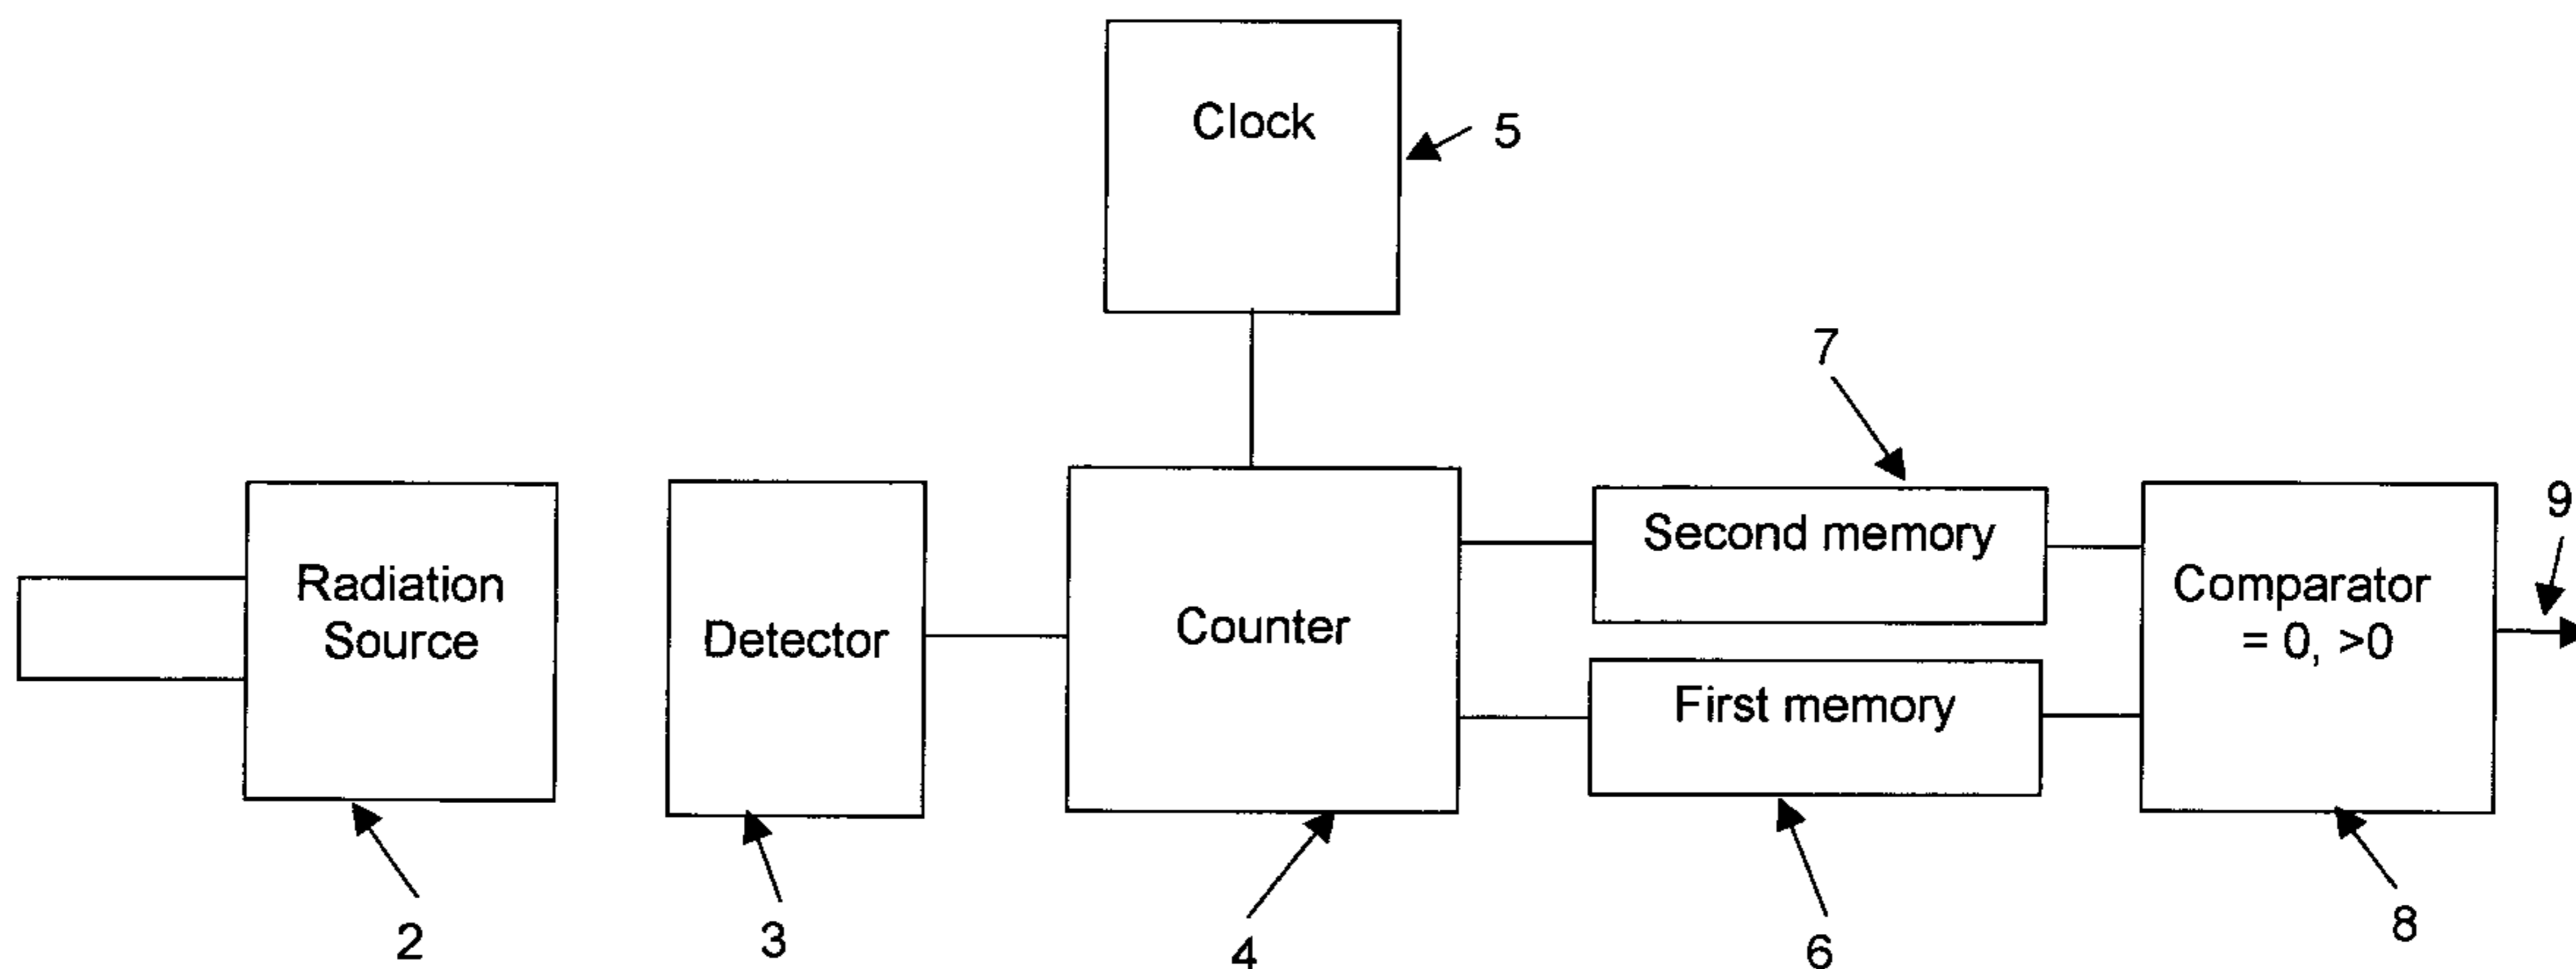 Clock
5
7
9
Second memory
Radiation
Source
Detector
Counter
Comparator
= 0, >0
First memory
2
3
4
6
8